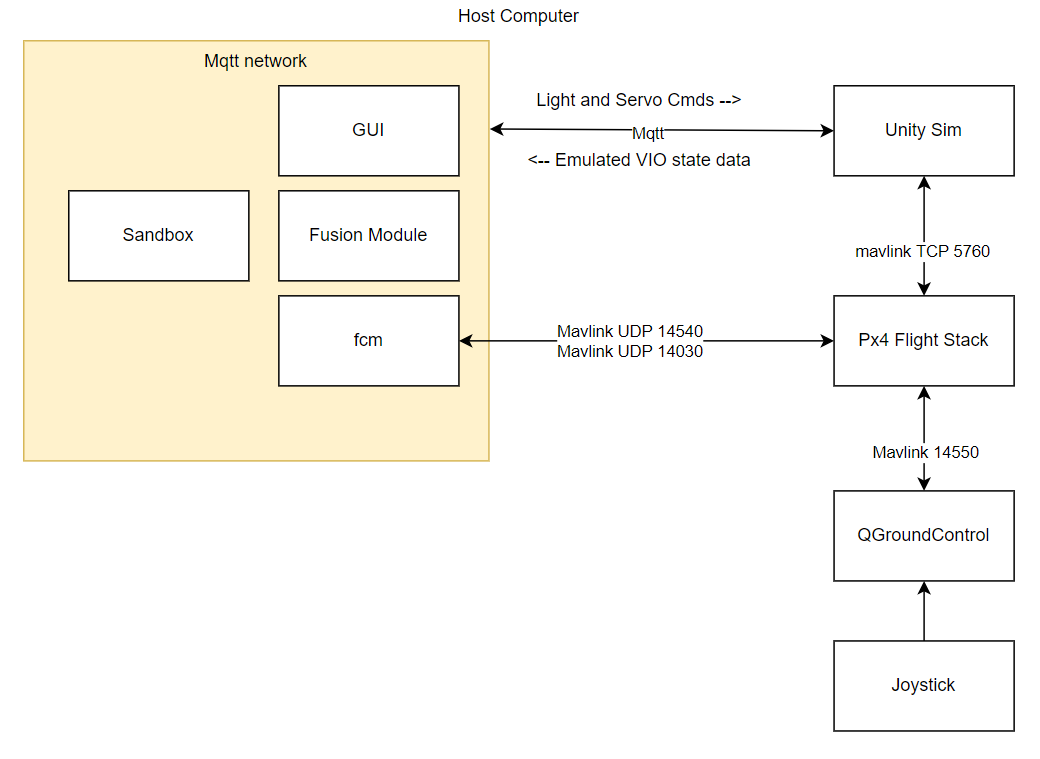 Host Computer
Mqtt network
GUI
Light and Servo Cmds -->
Mqtt
<-- Emulated VIO state data
Unity Sim
Sandbox
Fusion Module
mavlink TCP 5760
fcm
Mavlink UDP 14540
Mavlink UDP 14030
Px4 Flight Stack
Mavlink 14550
QGroundControl
Joystick